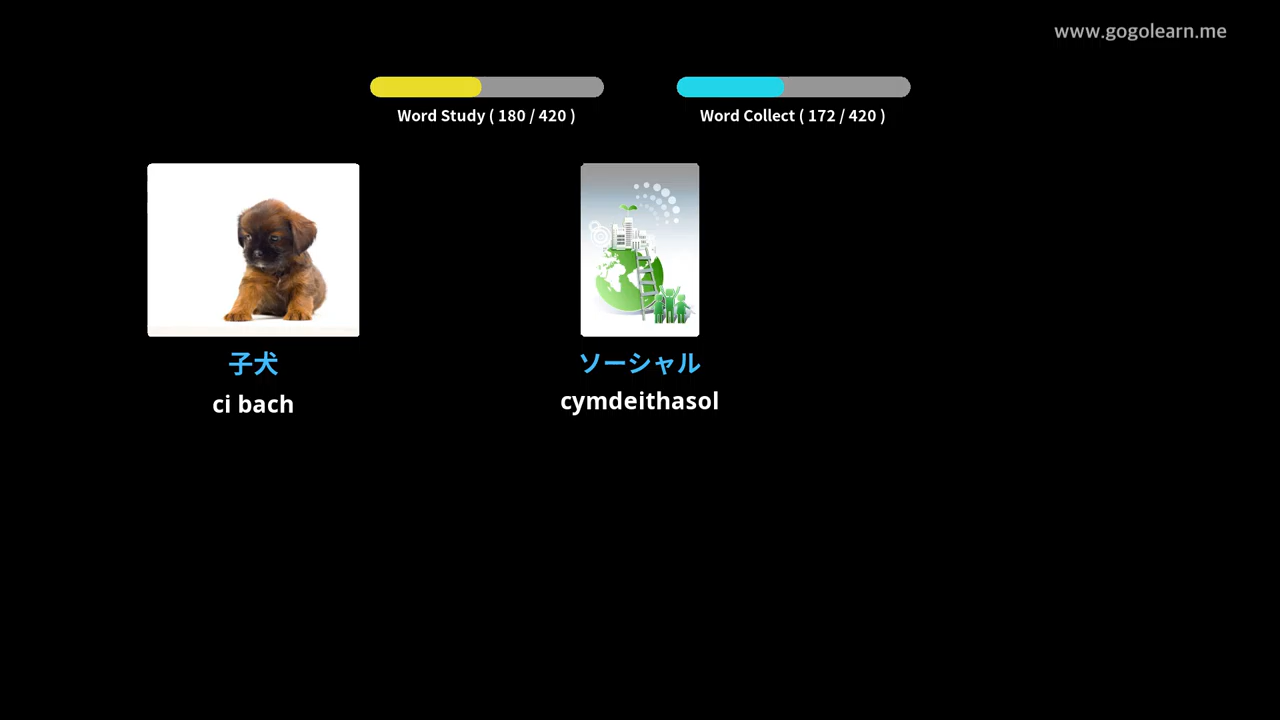 www.gogolearn.me
Word Study ( 180 / 420 )
Word Collect ( 172 / 420 )
子犬
ci bach
ソーシャル
cymdeithasol